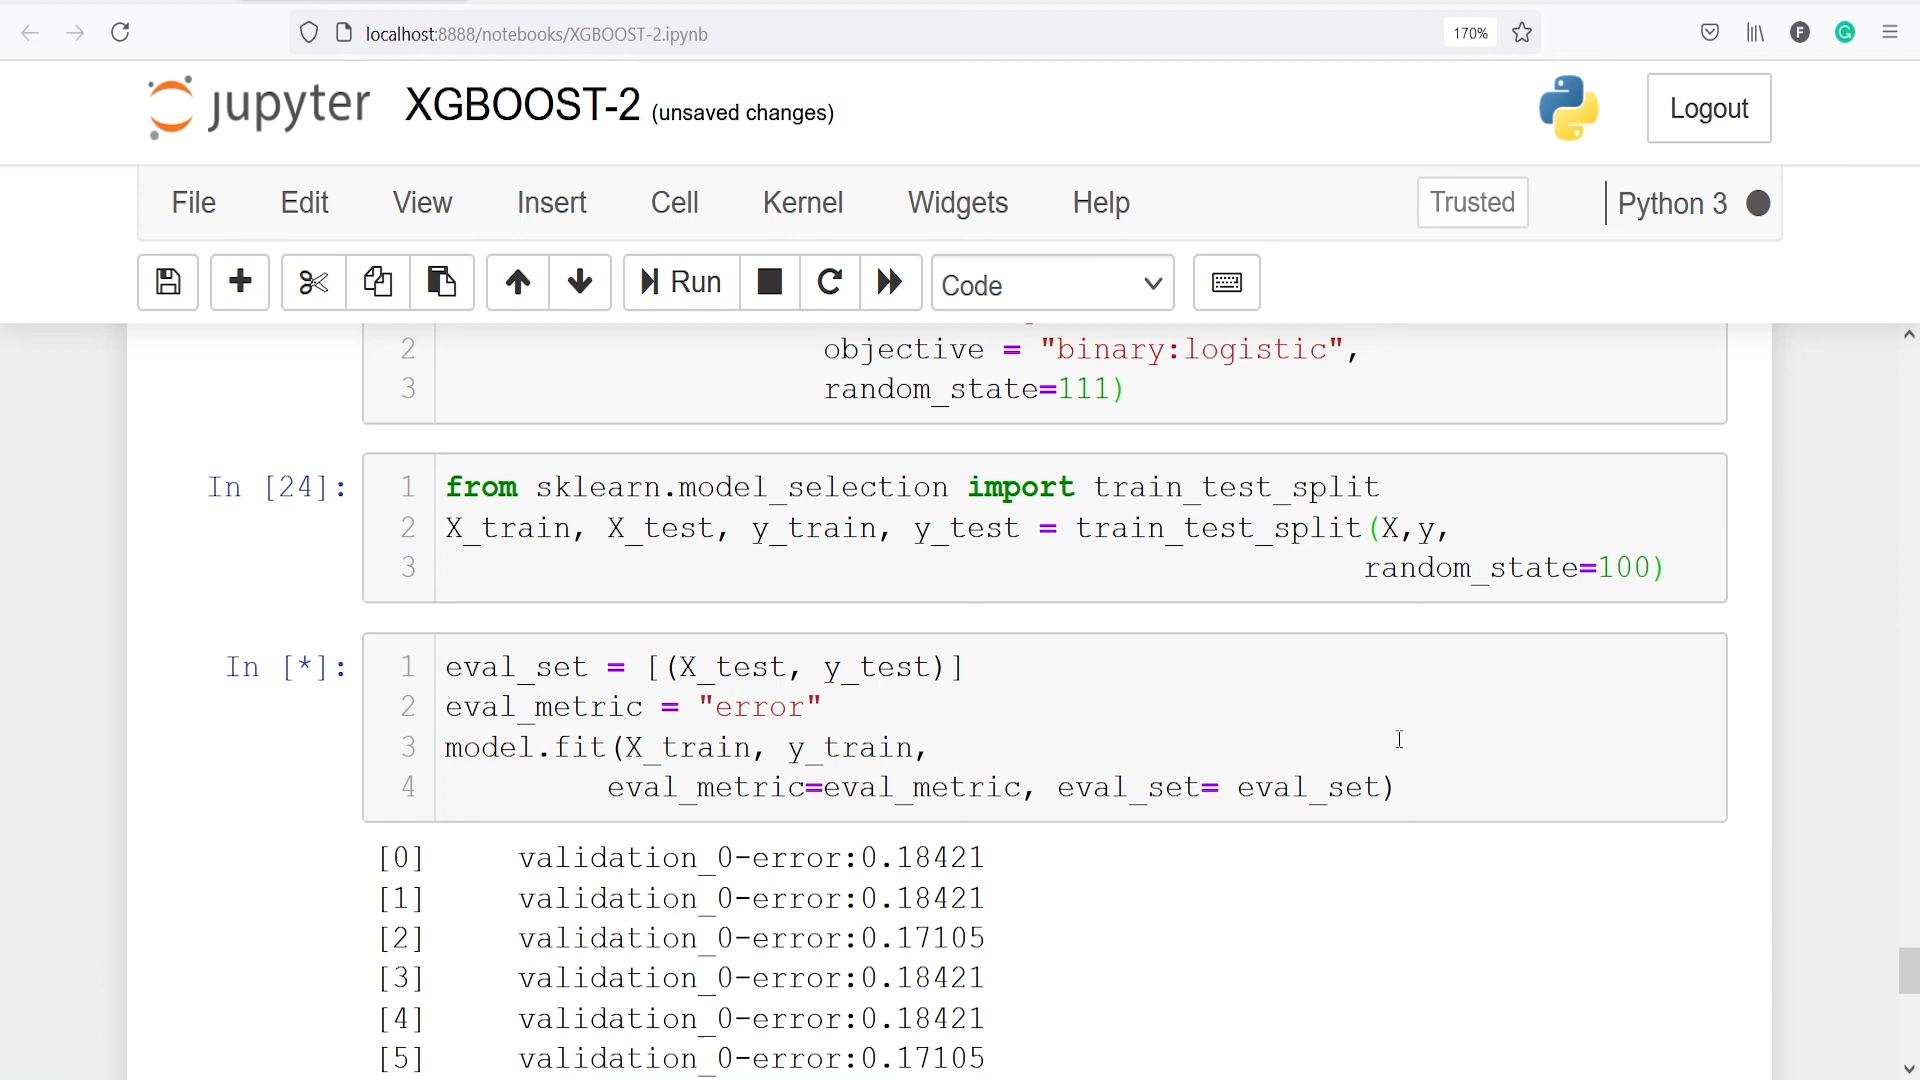 localhost:8888/notebooks/XGBOOST-2.ipynb
170%
F
G
jupyter XGBOOST-2 (unsaved changes)
Logout
File Edit View Insert Cell Kernel Widgets Help
Trusted
Python 3
Run
Code
2 objective = "binary:logistic",
3 random_state=111)
In [24]:
1 from sklearn.model_selection import train_test_split
2 X_train, X_test, y_train, y_test = train_test_split(X,y,
3 random_state=100)
In [*]:
1 eval_set = [(X_test, y_test)]
2 eval_metric = "error"
3 model.fit(X_train, y_train,
4 eval_metric=eval_metric, eval_set= eval_set)
[0] validation_0-error:0.18421
[1] validation_0-error:0.18421
[2] validation_0-error:0.17105
[3] validation_0-error:0.18421
[4] validation_0-error:0.18421
[5] validation_0-error:0.17105